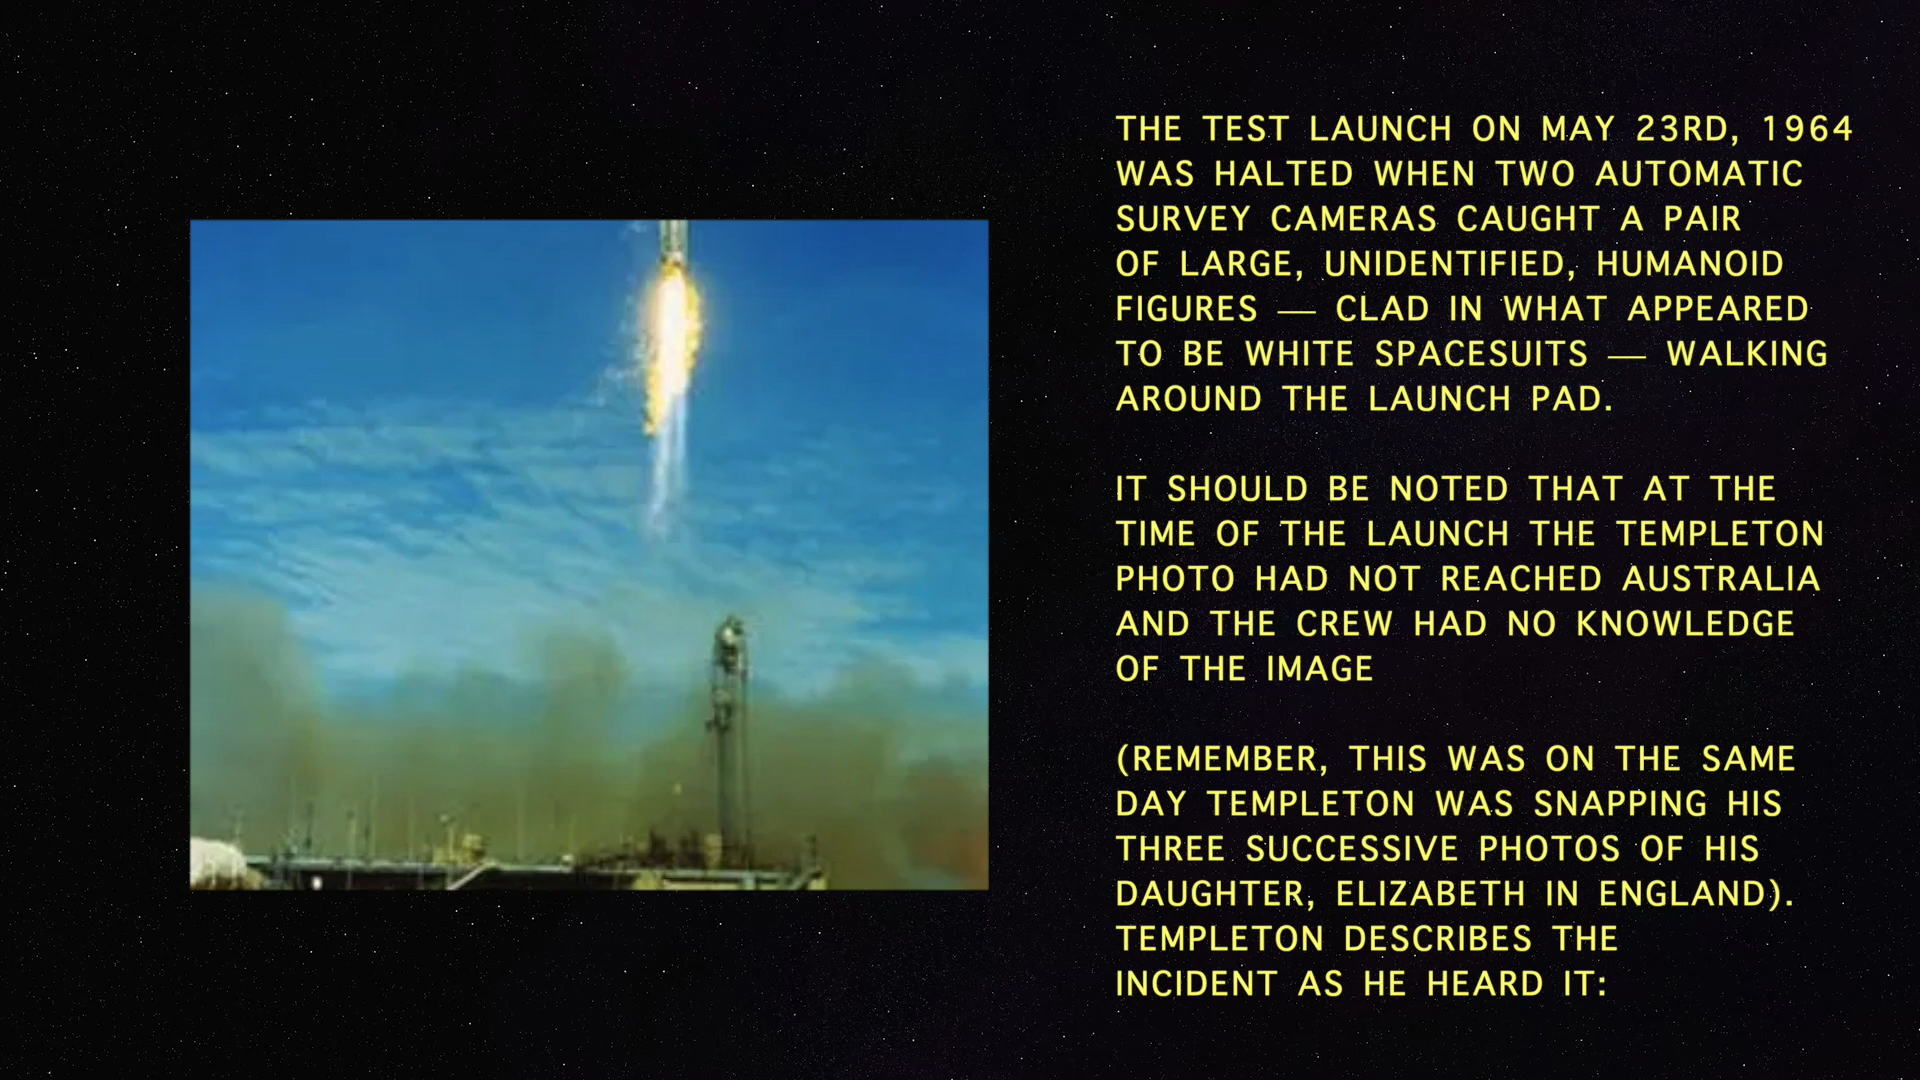 THE TEST LAUNCH ON MAY 23RD, 1964
WAS HALTED WHEN TWO AUTOMATIC
SURVEY CAMERAS CAUGHT A PAIR
OF LARGE, UNIDENTIFIED, HUMANOID
FIGURES — CLAD IN WHAT APPEARED
TO BE WHITE SPACESUITS — WALKING
AROUND THE LAUNCH PAD.
IT SHOULD BE NOTED THAT AT THE
TIME OF THE LAUNCH THE TEMPLETON
PHOTO HAD NOT REACHED AUSTRALIA
AND THE CREW HAD NO KNOWLEDGE
OF THE IMAGE
(REMEMBER, THIS WAS ON THE SAME
DAY TEMPLETON WAS SNAPPING HIS
THREE SUCCESSIVE PHOTOS OF HIS
DAUGHTER, ELIZABETH IN ENGLAND).
TEMPLETON DESCRIBES THE
INCIDENT AS HE HEARD IT: